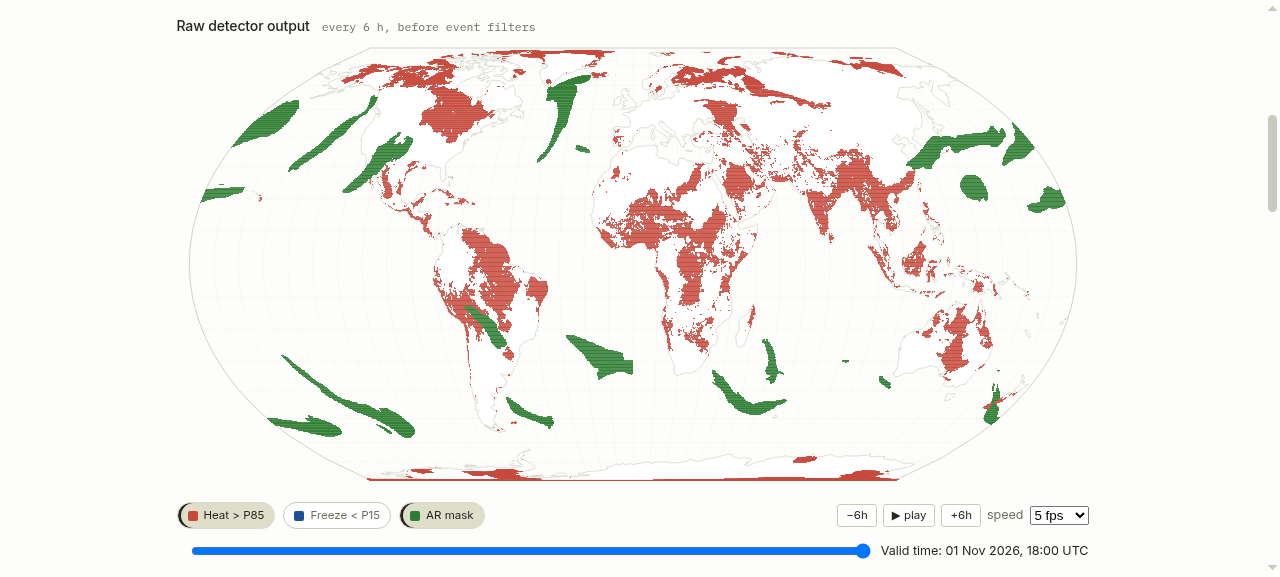 Raw detector output every 6 h, before event filters
Heat > P85 Freeze < P15 AR mask −6h ▶ play +6h speed 5 fps
Valid time: 01 Nov 2026, 18:00 UTC